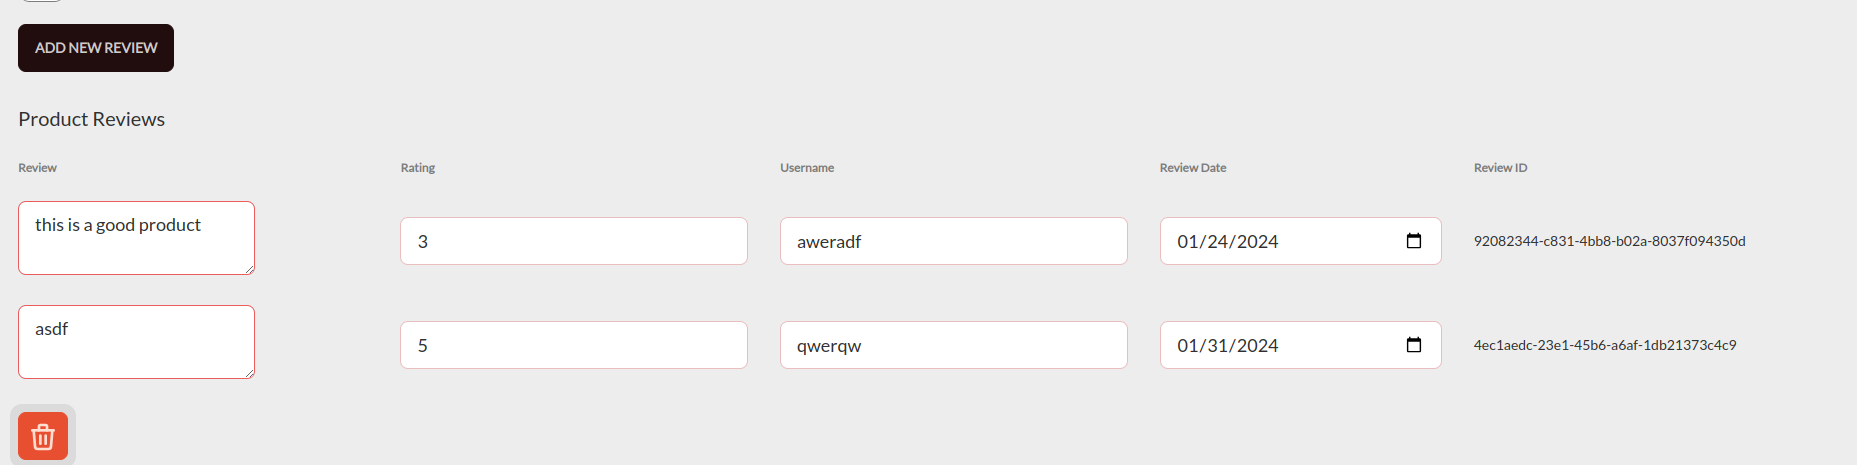 ADD NEW REVIEW
Product Reviews
Review Rating Username Review Date Review ID
this is a good product 3 aweradf 01/24/2024 92082344-c831-4bb8-b02a-8037f094350d
asdf 5 qwerqw 01/31/2024 4ec1aedc-23e1-45b6-a6af-1db21373c4c9